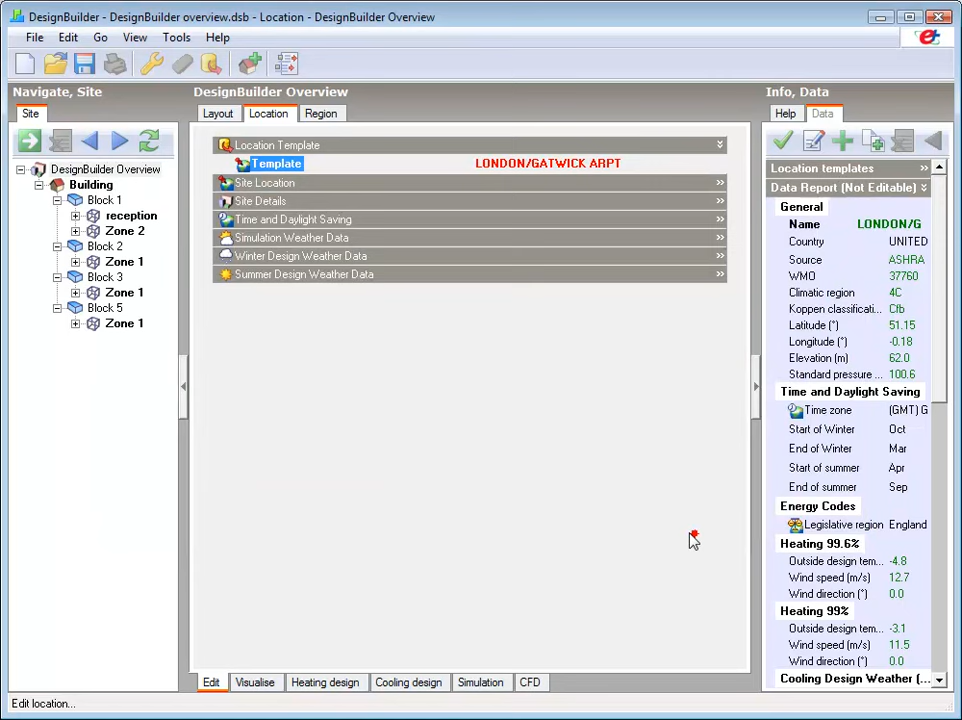 DesignBuilder - DesignBuilder overview.dsb - Location - DesignBuilder Overview
File Edit Go View Tools Help
Navigate, Site
Site
DesignBuilder Overview
Building
Block 1
reception
Zone 2
Block 2
Zone 1
Block 3
Zone 1
Block 5
Zone 1
DesignBuilder Overview
Layout Location Region
Location Template
Template LONDON/GATWICK ARPT
Site Location
Site Details
Time and Daylight Saving
Simulation Weather Data
Winter Design Weather Data
Summer Design Weather Data
Edit Visualise Heating design Cooling design Simulation CFD
Info, Data
Help Data
Location templates
Data Report (Not Editable)
General
Name LONDON/G
Country UNITED
Source ASHRA
WMO 37760
Climatic region 4C
Koppen classificati... Cfb
Latitude (°) 51.15
Longitude (°) -0.18
Elevation (m) 62.0
Standard pressure ... 100.6
Time and Daylight Saving
Time zone (GMT) G
Start of Winter Oct
End of Winter Mar
Start of summer Apr
End of summer Sep
Energy Codes
Legislative region England
Heating 99.6%
Outside design tem... -4.8
Wind speed (m/s) 12.7
Wind direction (°) 0.0
Heating 99%
Outside design tem... -3.1
Wind speed (m/s) 11.5
Wind direction (°) 0.0
Cooling Design Weather (...
Edit location...